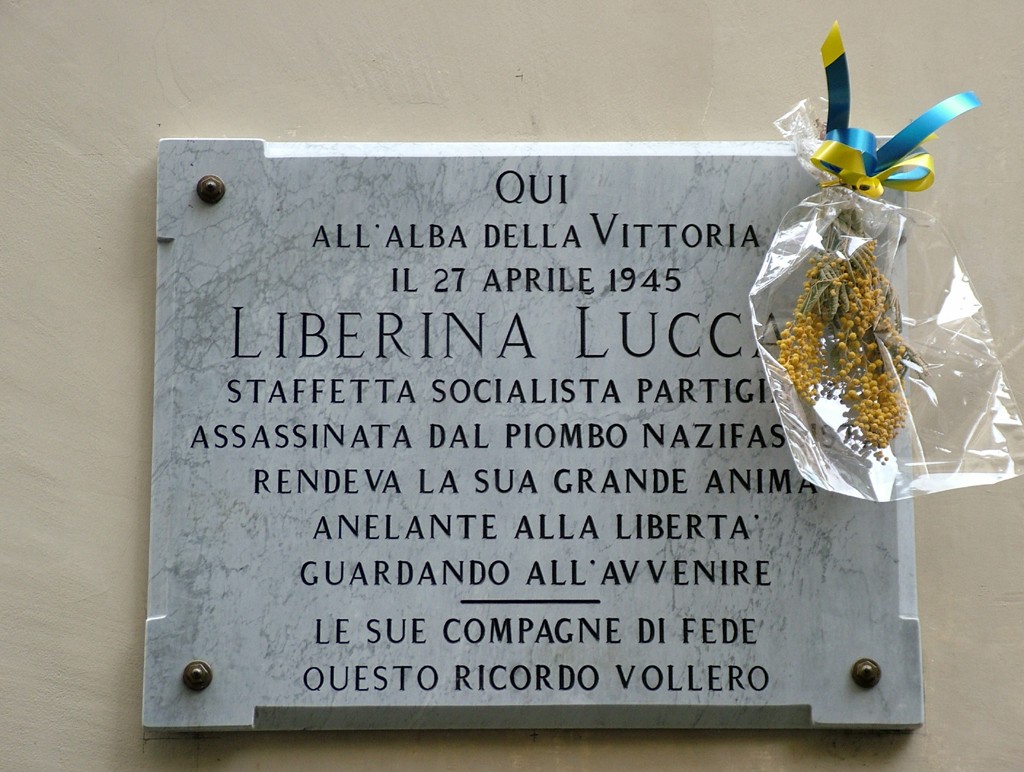 QUI
ALL'ALBA DELLA VITTORIA
IL 27 APRILE 1945
LIBERINA LUCCA
STAFFETTA SOCIALISTA
ASSASSINATA DAL PIOMBO
RENDEVA LA SUA GRANDE ANIMA
ANELANTE ALLA LIBERTA'
GUARDANDO ALL'AVVENIRE
LE SUE COMPAGNE DI FEDE
QUESTO RICORDO VOLLERO